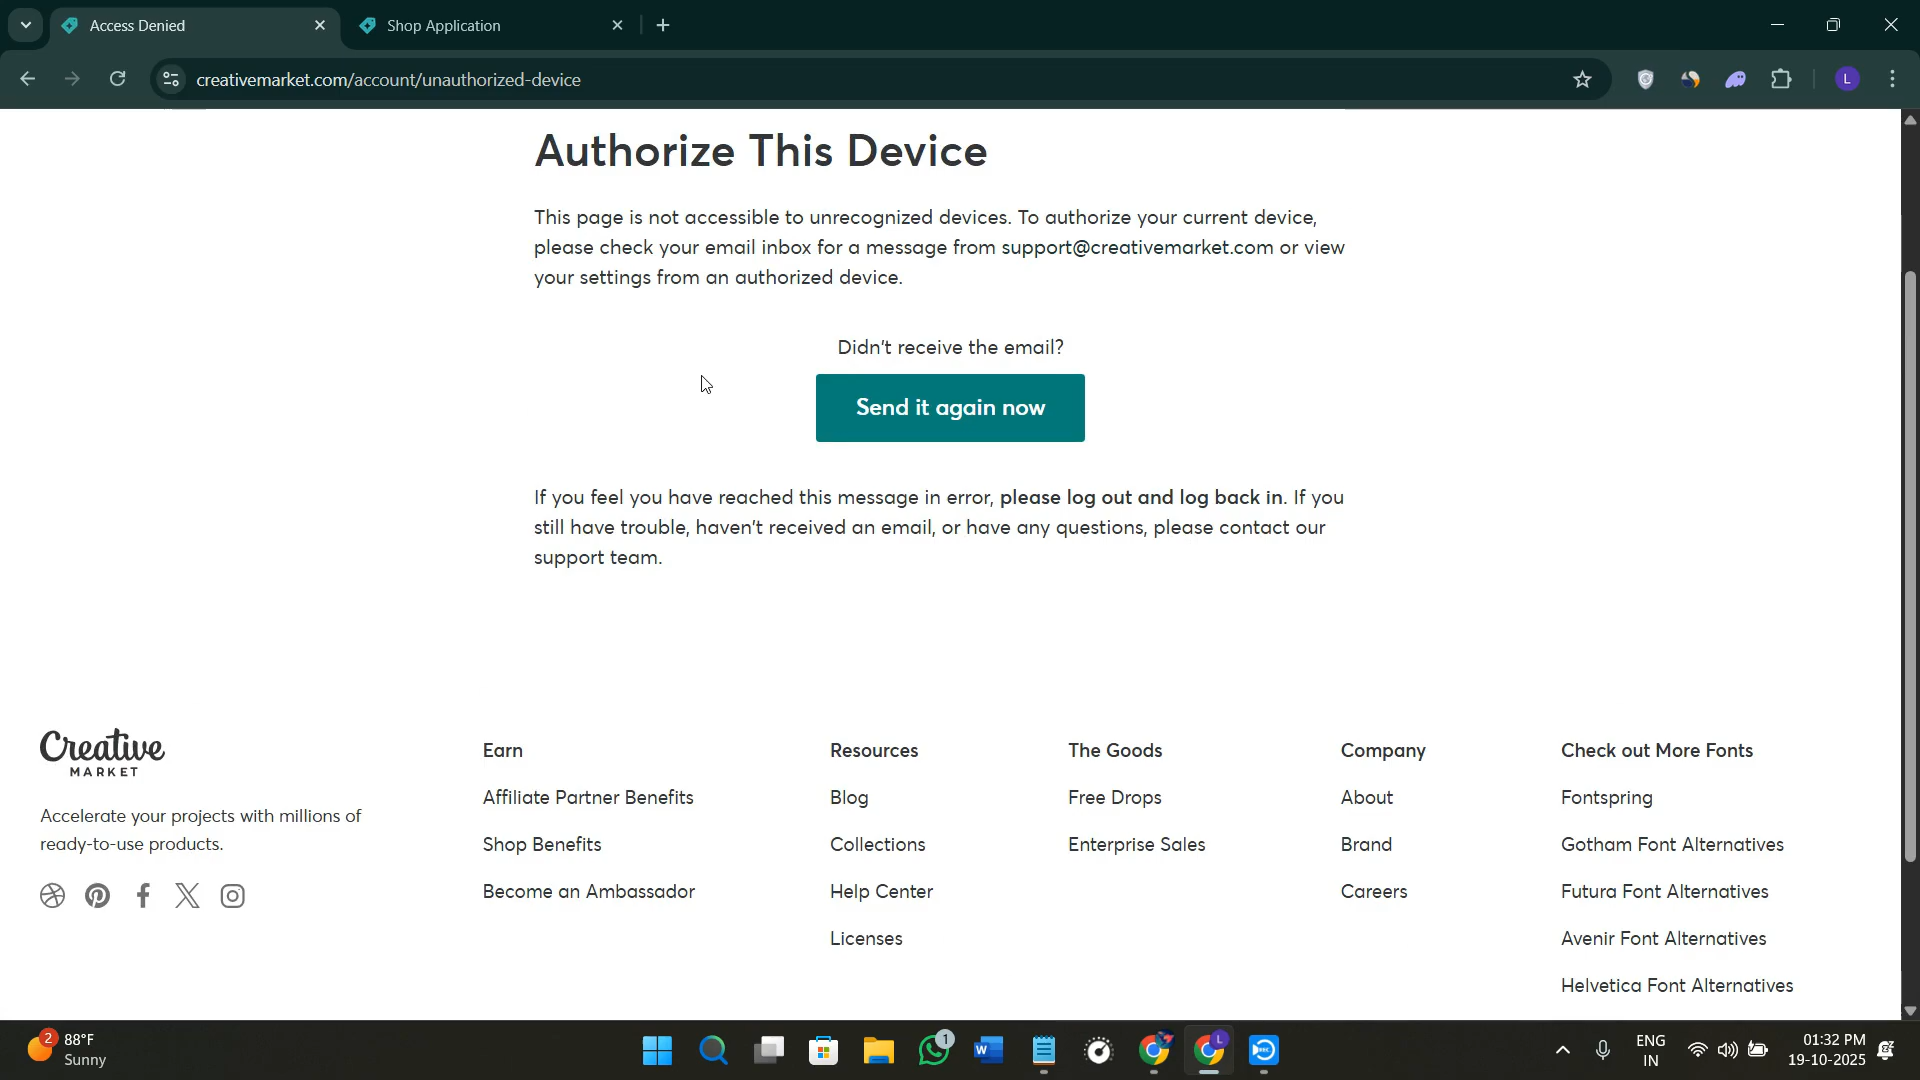 Access Denied
Shop Application
creativemarket.com/account/unauthorized-device
L
Authorize This Device
This page is not accessible to unrecognized devices. To authorize your current device,
please check your email inbox for a message from support@creativemarket.com or view
your settings from an authorized device.
Didn't receive the email?
Send it again now
If you feel you have reached this message in error, please log out and log back in. If you
still have trouble, haven't received an email, or have any questions, please contact our
support team.
Creative
MARKET
Accelerate your projects with millions of
ready-to-use products.
Earn
Affiliate Partner Benefits
Shop Benefits
Become an Ambassador
Resources
Blog
Collections
Help Center
Licenses
The Goods
Free Drops
Enterprise Sales
Company
About
Brand
Careers
Check out More Fonts
Fontspring
Gotham Font Alternatives
Futura Font Alternatives
Avenir Font Alternatives
Helvetica Font Alternatives
2
88°F
Sunny
1
W
L
REC
ENG
IN
01:32 PM
19-10-2025